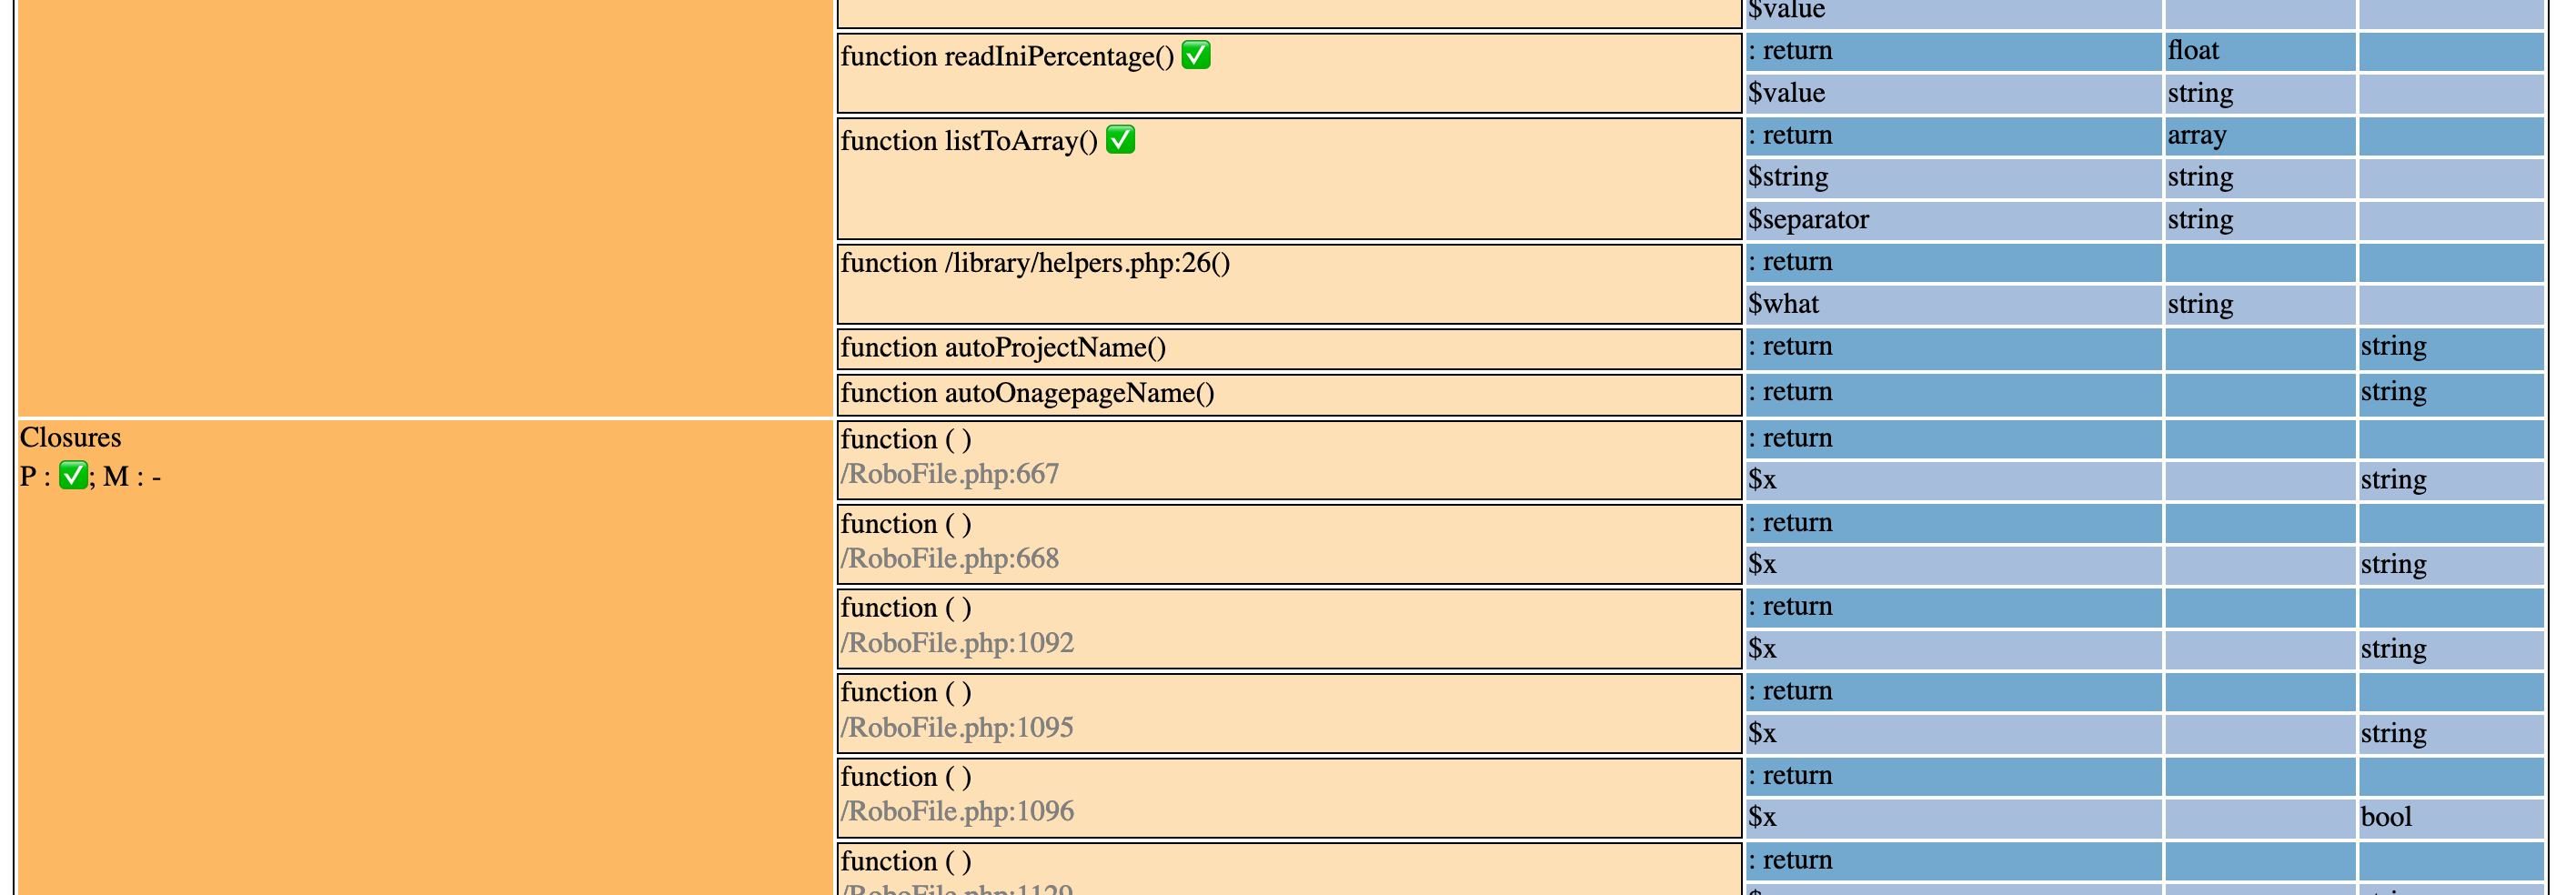 $value
function readIniPercentage() ✅
: return float
$value string
function listToArray() ✅
: return array
$string string
$separator string
function /library/helpers.php:26()
: return
$what string
function autoProjectName()
: return string
function autoOnagepageName()
: return string
Closures
P : ✅; M : -
function ( )
/RoboFile.php:667
: return
$x string
function ( )
/RoboFile.php:668
: return
$x string
function ( )
/RoboFile.php:1092
: return
$x string
function ( )
/RoboFile.php:1095
: return
$x string
function ( )
/RoboFile.php:1096
: return
$x bool
function ( )
/RoboFile.php:1129
: return